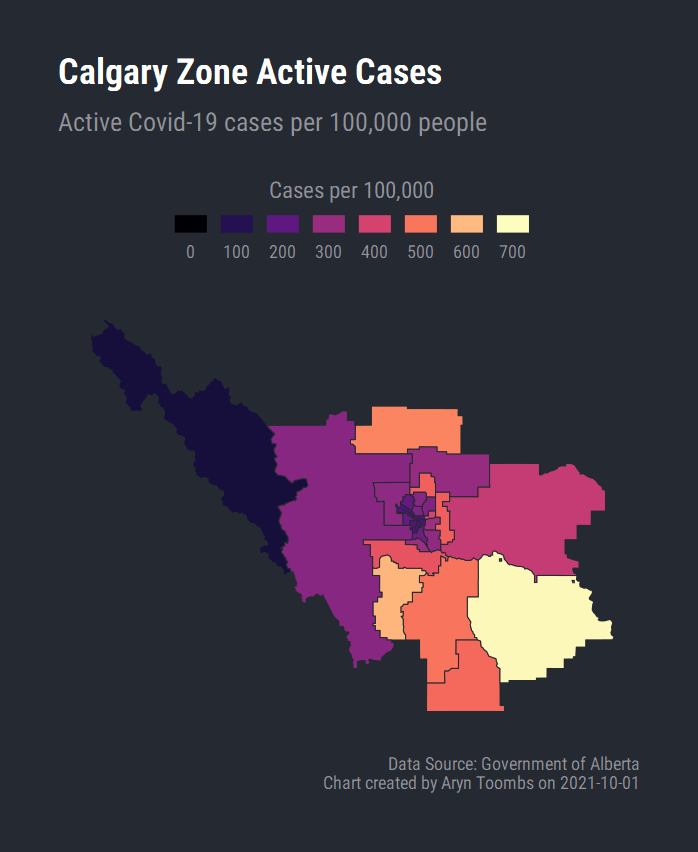 Calgary Zone Active Cases
Active Covid-19 cases per 100,000 people
Cases per 100,000
0 100 200 300 400 500 600 700
Data Source: Government of Alberta
Chart created by Aryn Toombs on 2021-10-01